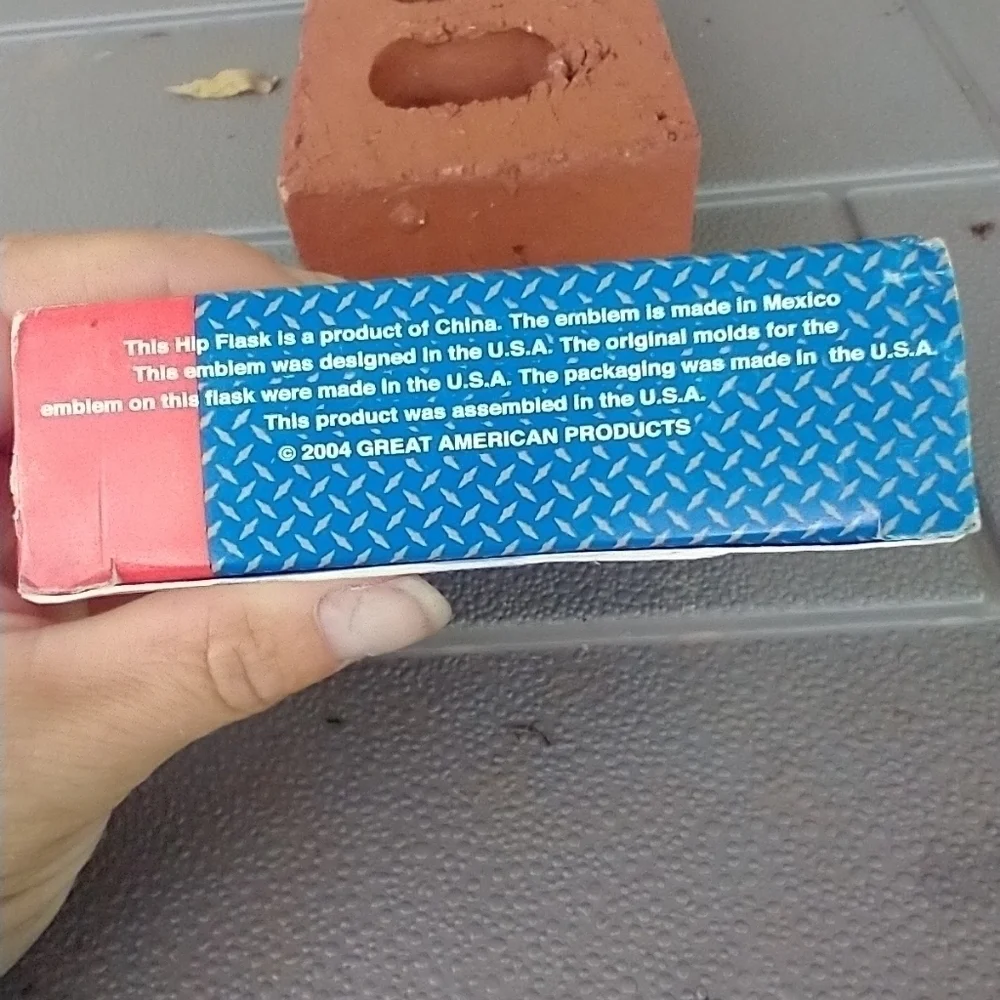 This Hip Flask is a product of China. The emblem is made in Mexico
This emblem was designed in the U.S.A. The original molds for the
emblem on this flask were made in the U.S.A. The packaging was made in the U.S.A.
This product was assembled in the U.S.A.
© 2004 GREAT AMERICAN PRODUCTS